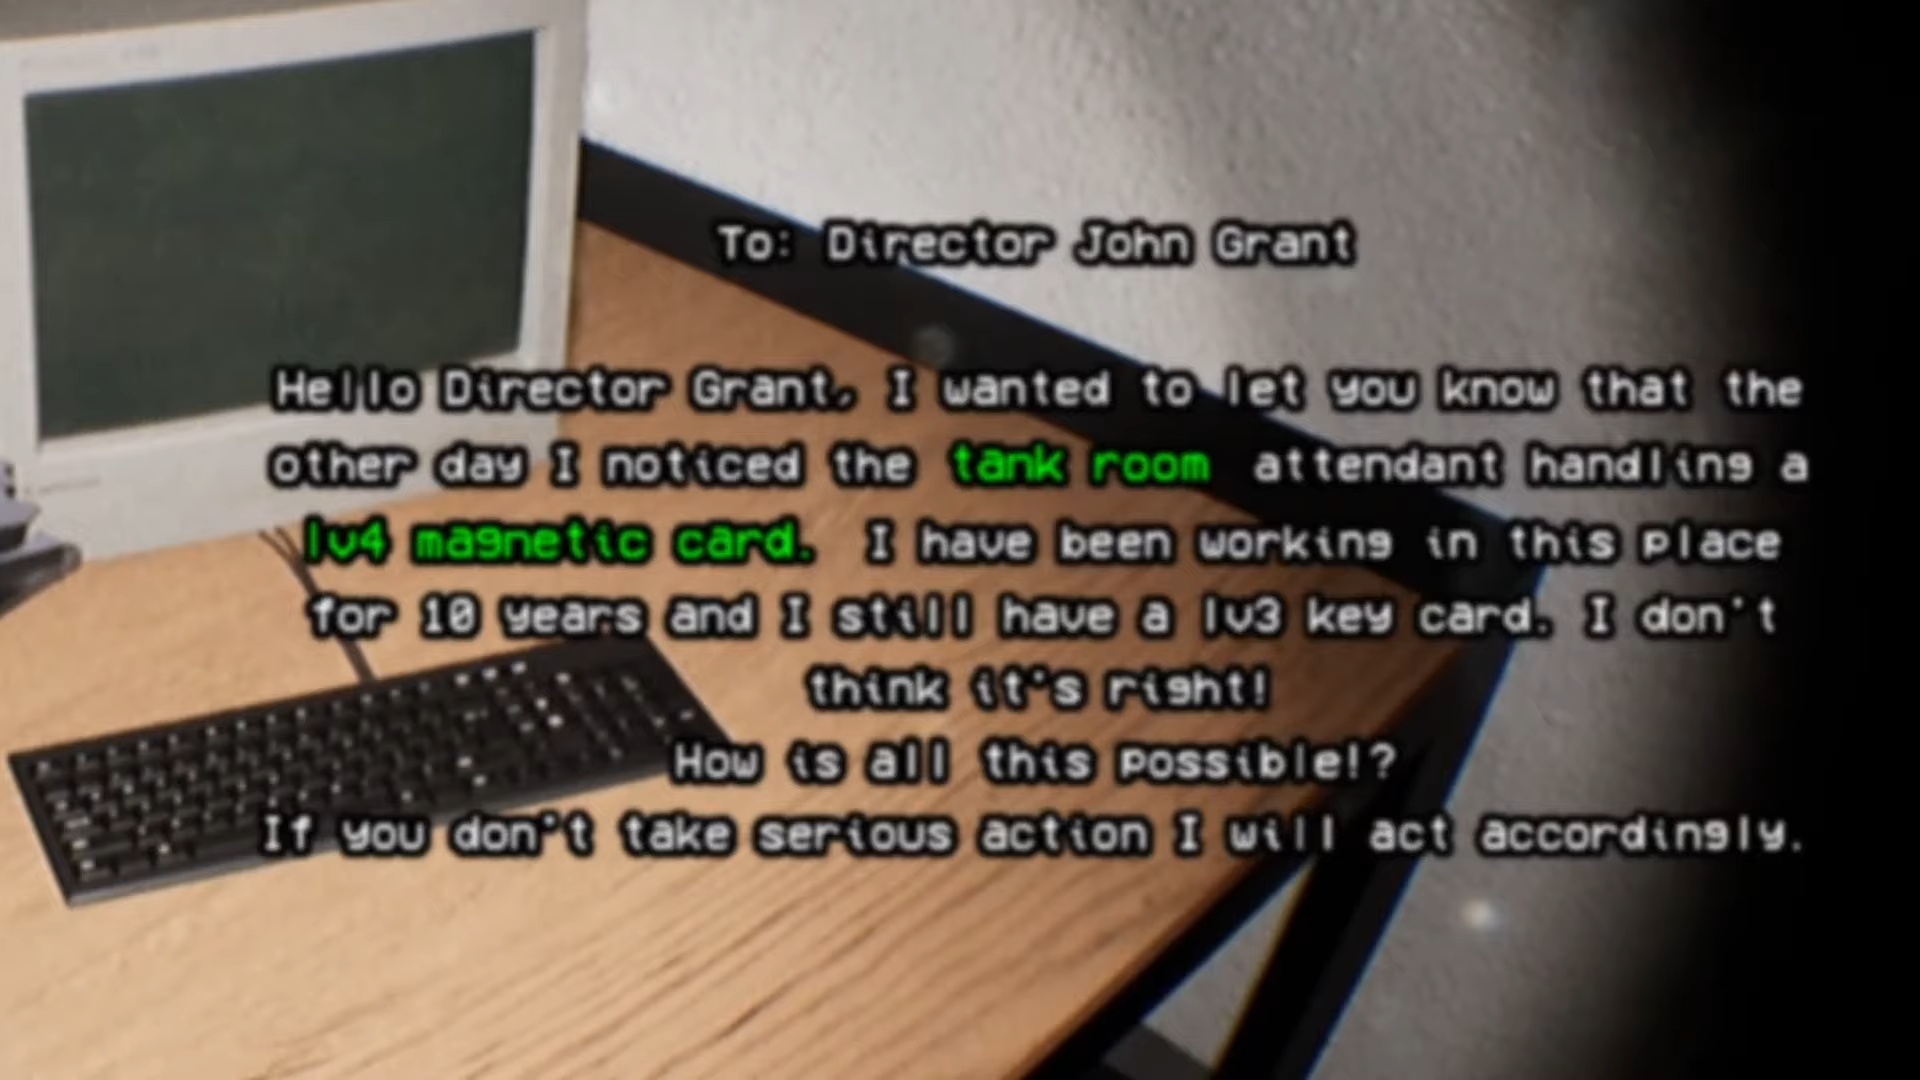 To: Director John Grant
Hello Director Grant, I wanted to let you know that the
other day I noticed the tank room attendant handling a
lv4 magnetic card. I have been working in this place
for 10 years and I still have a lv3 key card. I don't
think it's right!
How is all this possible!?
If you don't take serious action I will act accordingly.